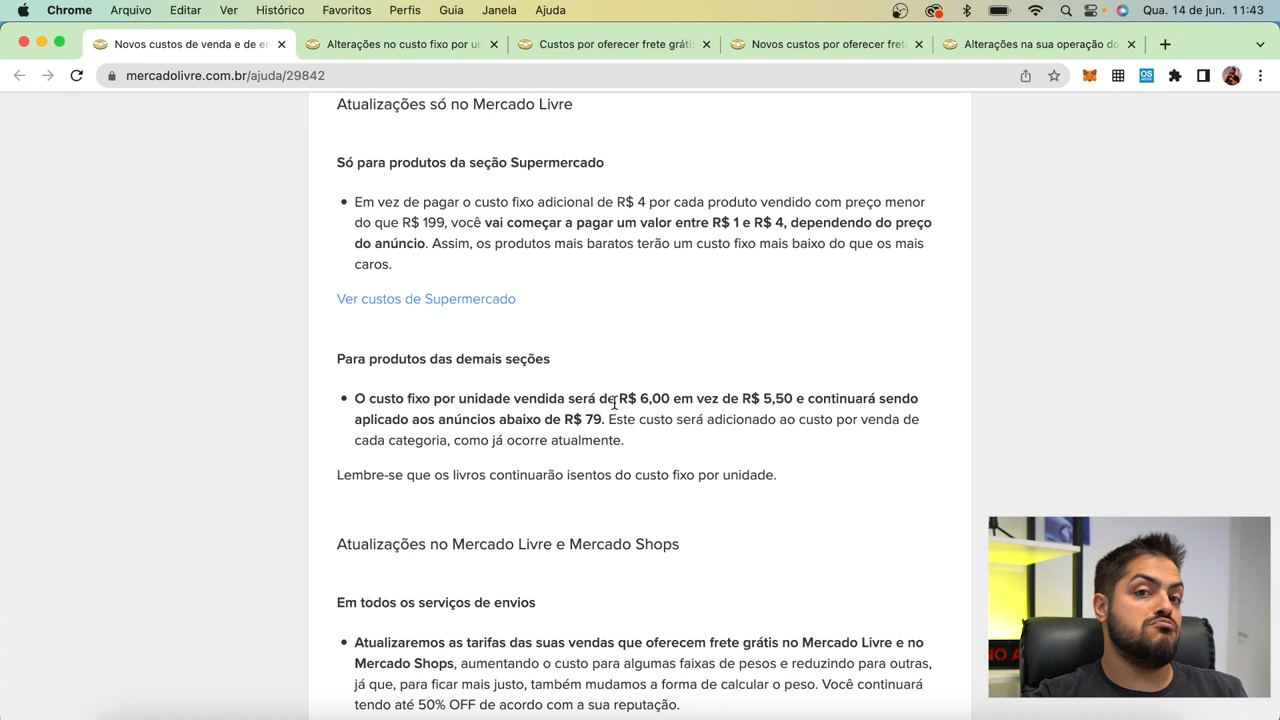 Chrome Arquivo Editar Ver Histórico Favoritos Perfis Guia Janela Ajuda Qua. 14 de jun. 11:43
Novos custos de venda e de en Alterações no custo fixo por un Custos por oferecer frete gráti Novos custos por oferecer fret Alterações na sua operação do
mercadolivre.com.br/ajuda/29842 OS
Atualizações só no Mercado Livre
Só para produtos da seção Supermercado
• Em vez de pagar o custo fixo adicional de R$ 4 por cada produto vendido com preço menor
do que R$ 199, você vai começar a pagar um valor entre R$ 1 e R$ 4, dependendo do preço
do anúncio. Assim, os produtos mais baratos terão um custo fixo mais baixo do que os mais
caros.
Ver custos de Supermercado
Para produtos das demais seções
• O custo fixo por unidade vendida será de R$ 6,00 em vez de R$ 5,50 e continuará sendo
aplicado aos anúncios abaixo de R$ 79. Este custo será adicionado ao custo por venda de
cada categoria, como já ocorre atualmente.
Lembre-se que os livros continuarão isentos do custo fixo por unidade.
Atualizações no Mercado Livre e Mercado Shops
Em todos os serviços de envios
• Atualizaremos as tarifas das suas vendas que oferecem frete grátis no Mercado Livre e no
Mercado Shops, aumentando o custo para algumas faixas de pesos e reduzindo para outras,
já que, para ficar mais justo, também mudamos a forma de calcular o peso. Você continuará
tendo até 50% OFF de acordo com a sua reputação.
NO A